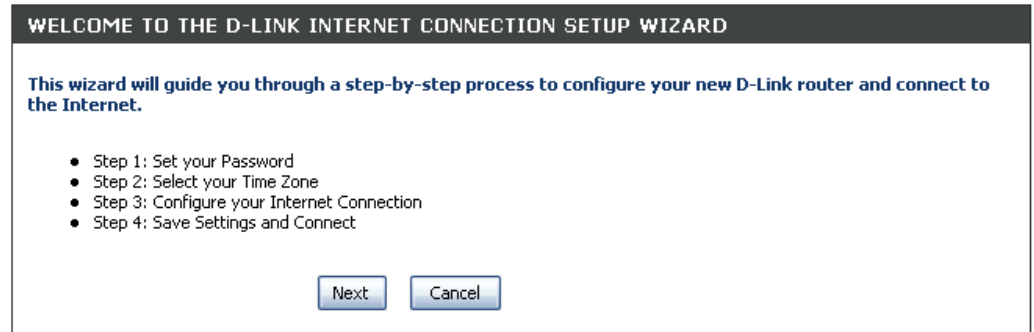 WELCOME TO THE D-LINK INTERNET CONNECTION SETUP WIZARD
This wizard will guide you through a step-by-step process to configure your new D-Link router and connect to
the Internet.
● Step 1: Set your Password
● Step 2: Select your Time Zone
● Step 3: Configure your Internet Connection
● Step 4: Save Settings and Connect
Next Cancel